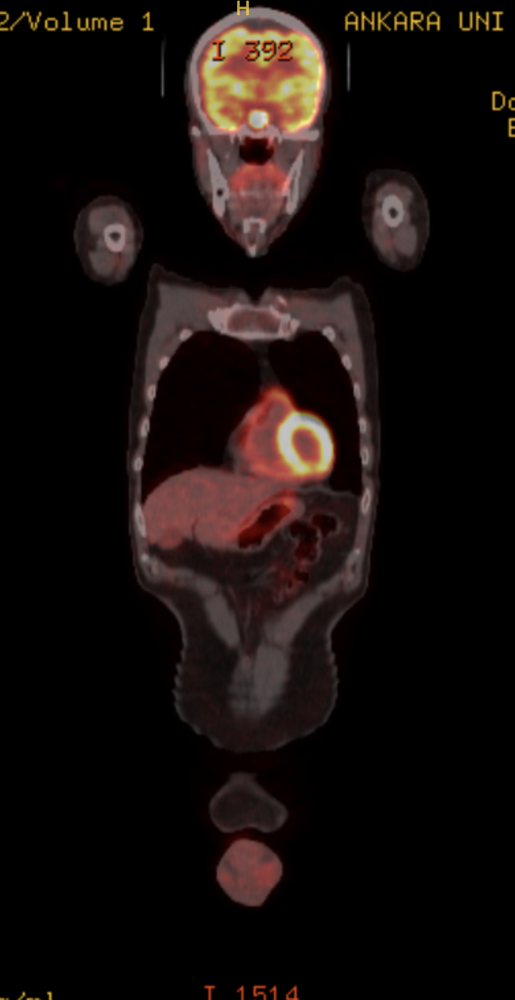 H
2/Volume 1
ANKARA UNI
I 392
I 1514